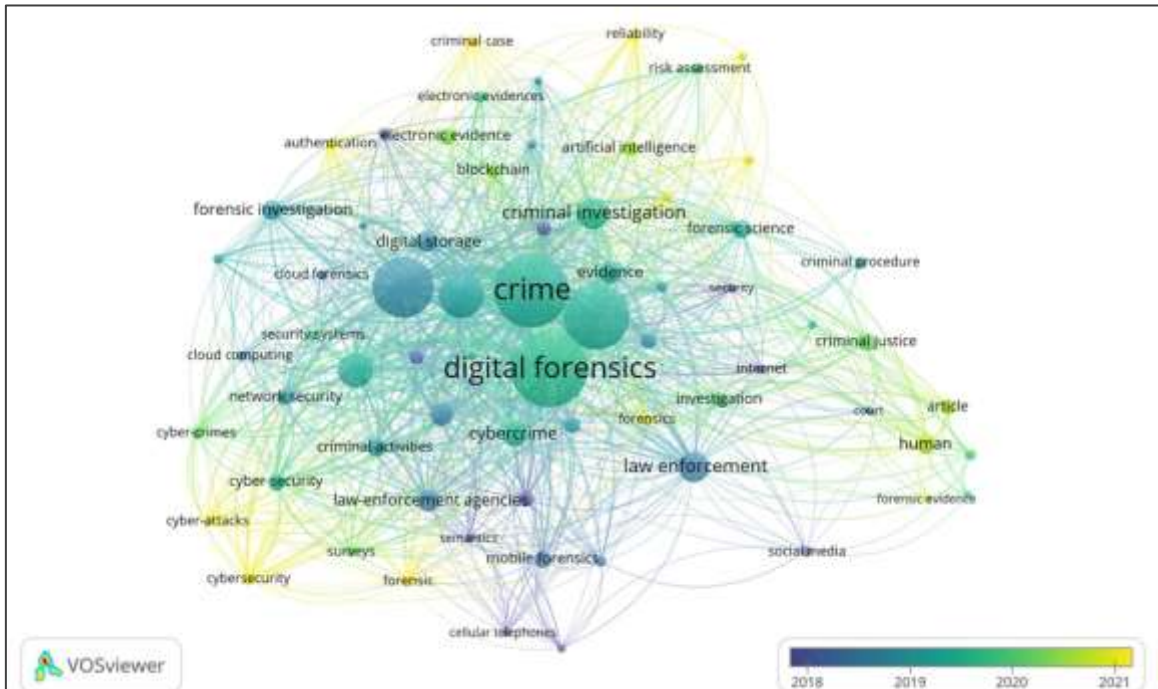 criminal case
reliability
risk assessment
electronic evidences
authentication
electronic evidence
artificial intelligence
blockchain
forensic investigation
criminal investigation
forensic science
digital storage
criminal procedure
cloud forensics
evidence
security
crime
security systems
cloud computing
criminal justice
digital forensics
internet
network security
investigation
court
article
cyber-crimes
cybercrime
forensics
human
criminal activities
law enforcement
cyber security
law-enforcement agencies
forensic evidence
cyber-attacks
semantics
surveys
mobile forensics
social media
cybersecurity
forensic
cellular telephones
VOSviewer
2018 2019 2020 2021